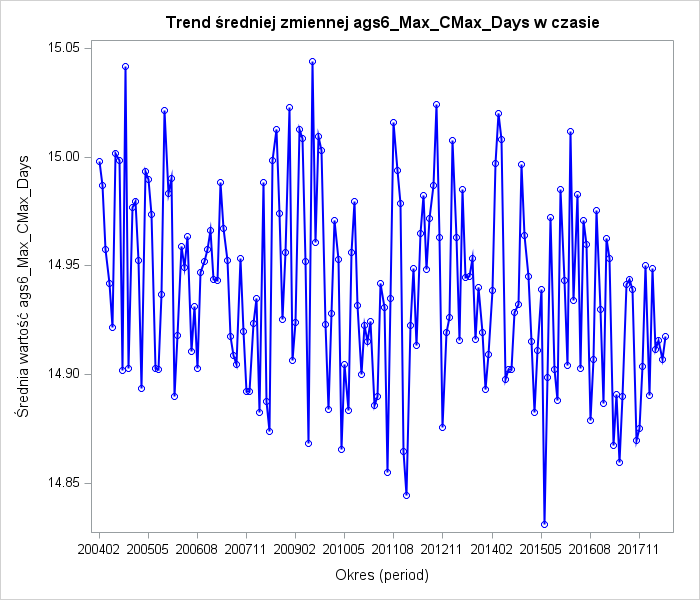 Trend średniej zmiennej ags6_Max_CMax_Days w czasie
Średnia wartość ags6_Max_CMax_Days
15.05
15.00
14.95
14.90
14.85
200402 200505 200608 200711 200902 201005 201108 201211 201402 201505 201608 201711
Okres (period)